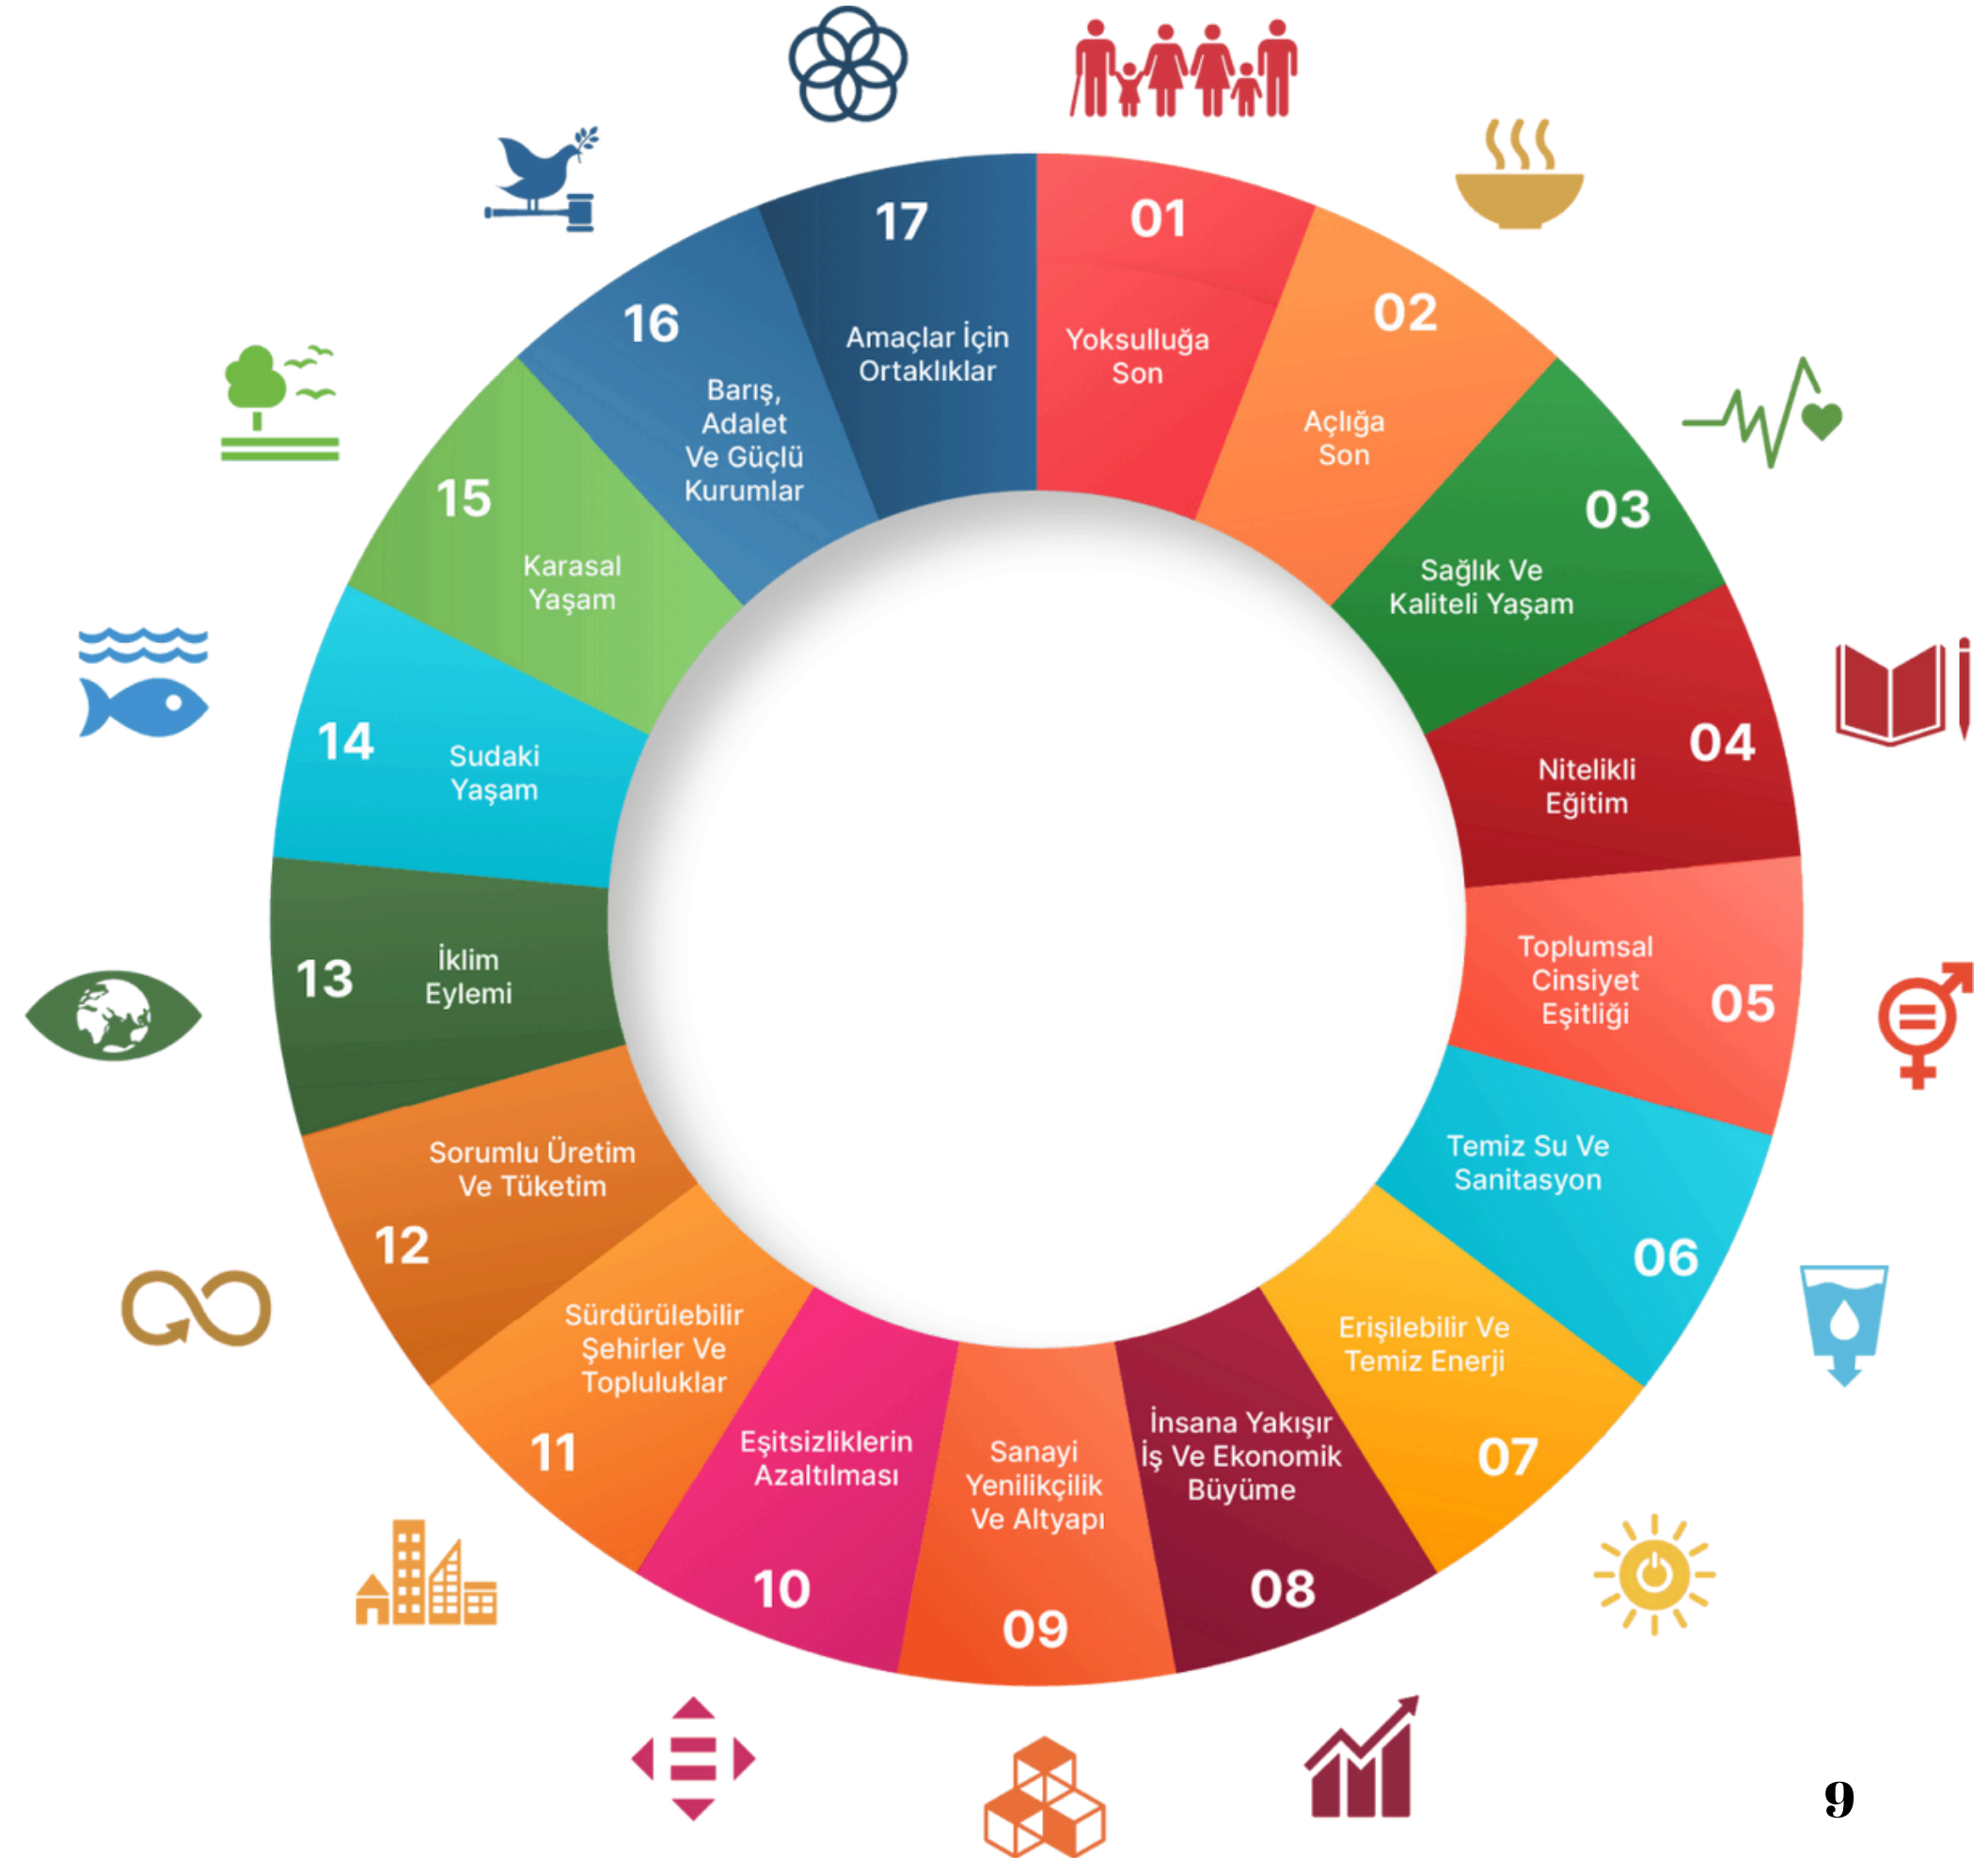 01
Yoksulluğa
Son
02
Açlığa
Son
03
Sağlık Ve
Kaliteli Yaşam
04
Nitelikli
Eğitim
05
Toplumsal
Cinsiyet
Eşitliği
06
Temiz Su Ve
Sanitasyon
07
Erişilebilir Ve
Temiz Enerji
08
İnsana Yakışır
İş Ve Ekonomik
Büyüme
09
Sanayi
Yenilikçilik
Ve Altyapı
10
Eşitsizliklerin
Azaltılması
11
Sürdürülebilir
Şehirler Ve
Topluluklar
12
Sorumlu Üretim
Ve Tüketim
13
İklim
Eylemi
14
Sudaki
Yaşam
15
Karasal
Yaşam
16
Barış,
Adalet
Ve Güçlü
Kurumlar
17
Amaçlar İçin
Ortaklıklar
9